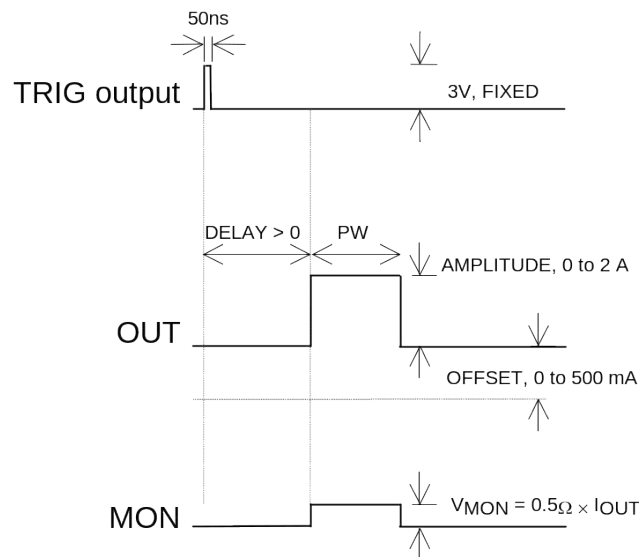 50ns
TRIG output
3V, FIXED
DELAY > 0
PW
AMPLITUDE, 0 to 2 A
OUT
OFFSET, 0 to 500 mA
MON
VMON = 0.5Ω × IOUT